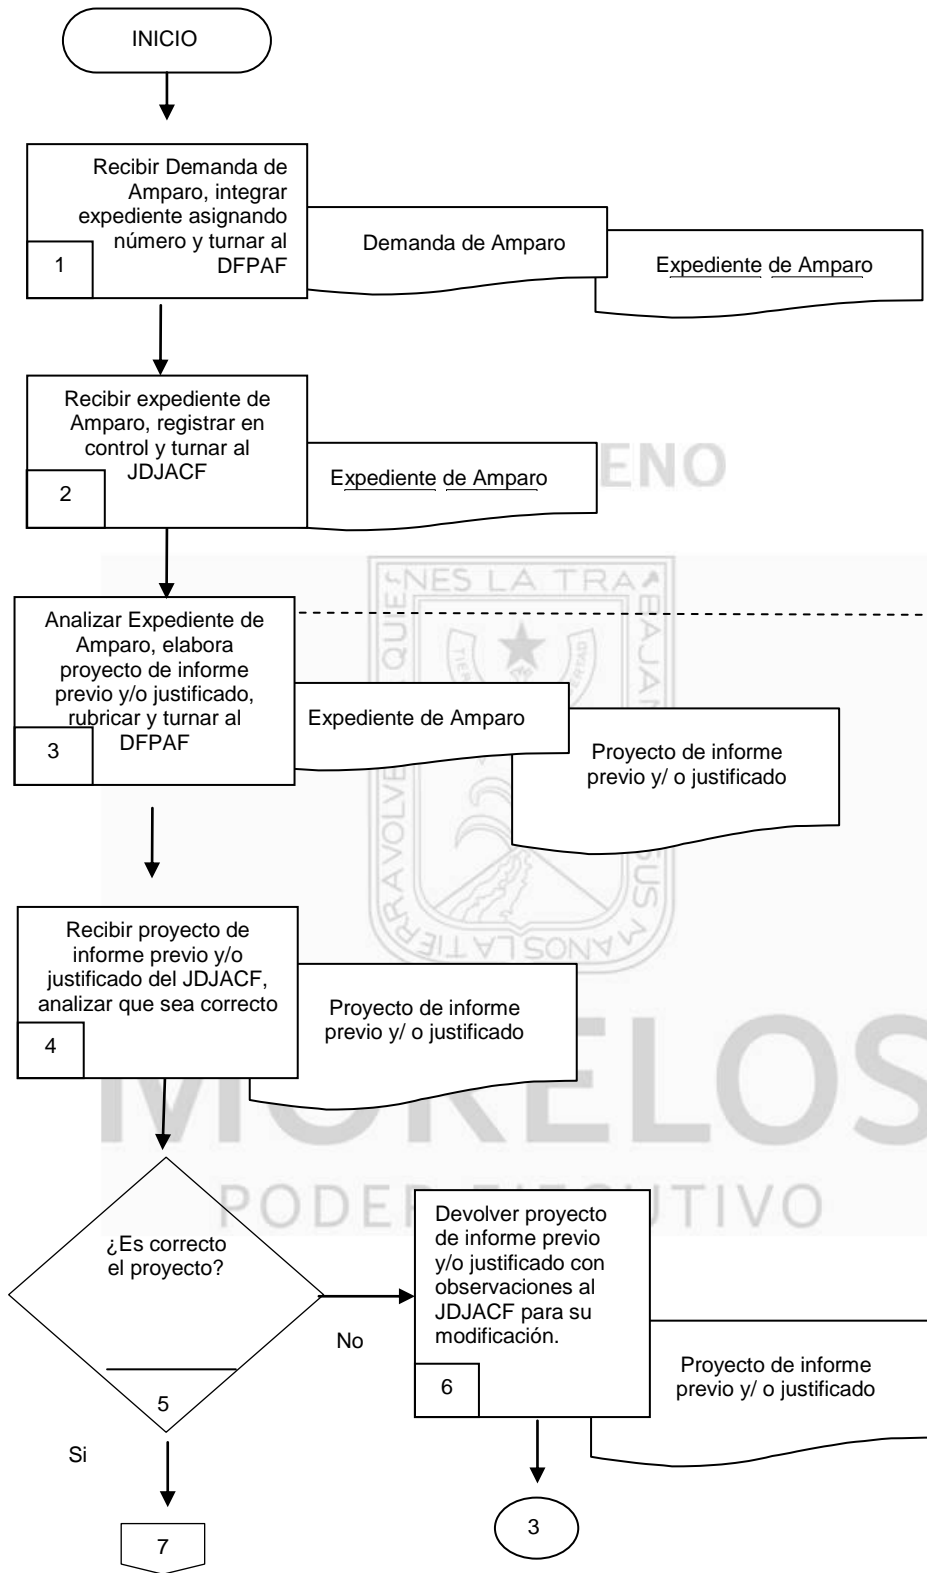 INICIO
Recibir Demanda de
Amparo, integrar
expediente asignando
número y turnar al
DFPAF
1
Demanda de Amparo
Expediente de Amparo
Recibir expediente de
Amparo, registrar en
control y turnar al
JDJACF
2
Expediente de Amparo
ENO
Analizar Expediente de
Amparo, elabora
proyecto de informe
previo y/o justificado,
rubricar y turnar al
DFPAF
3
Expediente de Amparo
Proyecto de informe
previo y/ o justificado
Recibir proyecto de
informe previo y/o
justificado del JDJACF,
analizar que sea correcto
4
Proyecto de informe
previo y/ o justificado
MORELOS
PODER EJECUTIVO
¿Es correcto
el proyecto?
5
No
Si
Devolver proyecto
de informe previo
y/o justificado con
observaciones al
JDJACF para su
modificación.
6
Proyecto de informe
previo y/ o justificado
7
3